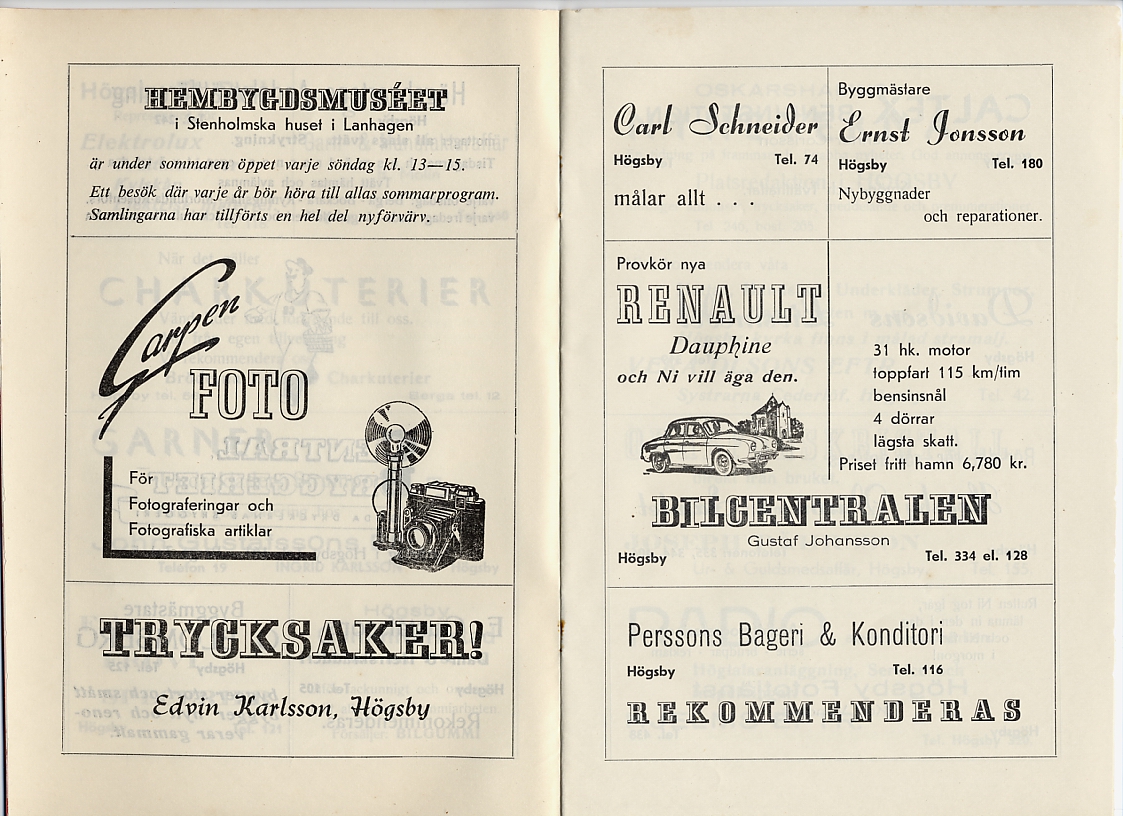 HEMBYGDSMUSÉET
i Stenholmska huset i Lanhagen
är under sommaren öppet varje söndag kl. 13—15.
Ett besök där varje år bör höra till allas sommarprogram.
Samlingarna har tillförts en hel del nyförvärv.
Garpen
FOTO
För
Fotograferingar och
Fotografiska artiklar
TRYCKSAKER!
Edvin Karlsson, Högsby
Carl Schneider
Högsby Tel. 74
målar allt . . .
Byggmästare
Ernst Jonsson
Högsby Tel. 180
Nybyggnader
och reparationer.
Provkör nya
RENAULT
Dauphine
och Ni vill äga den.
31 hk. motor
toppfart 115 km/tim
bensinsnål
4 dörrar
lägsta skatt.
Priset fritt hamn 6,780 kr.
BILCENTRALEN
Gustaf Johansson
Högsby Tel. 334 el. 128
Perssons Bageri & Konditori
Högsby Tel. 116
REKOMMENDERAS